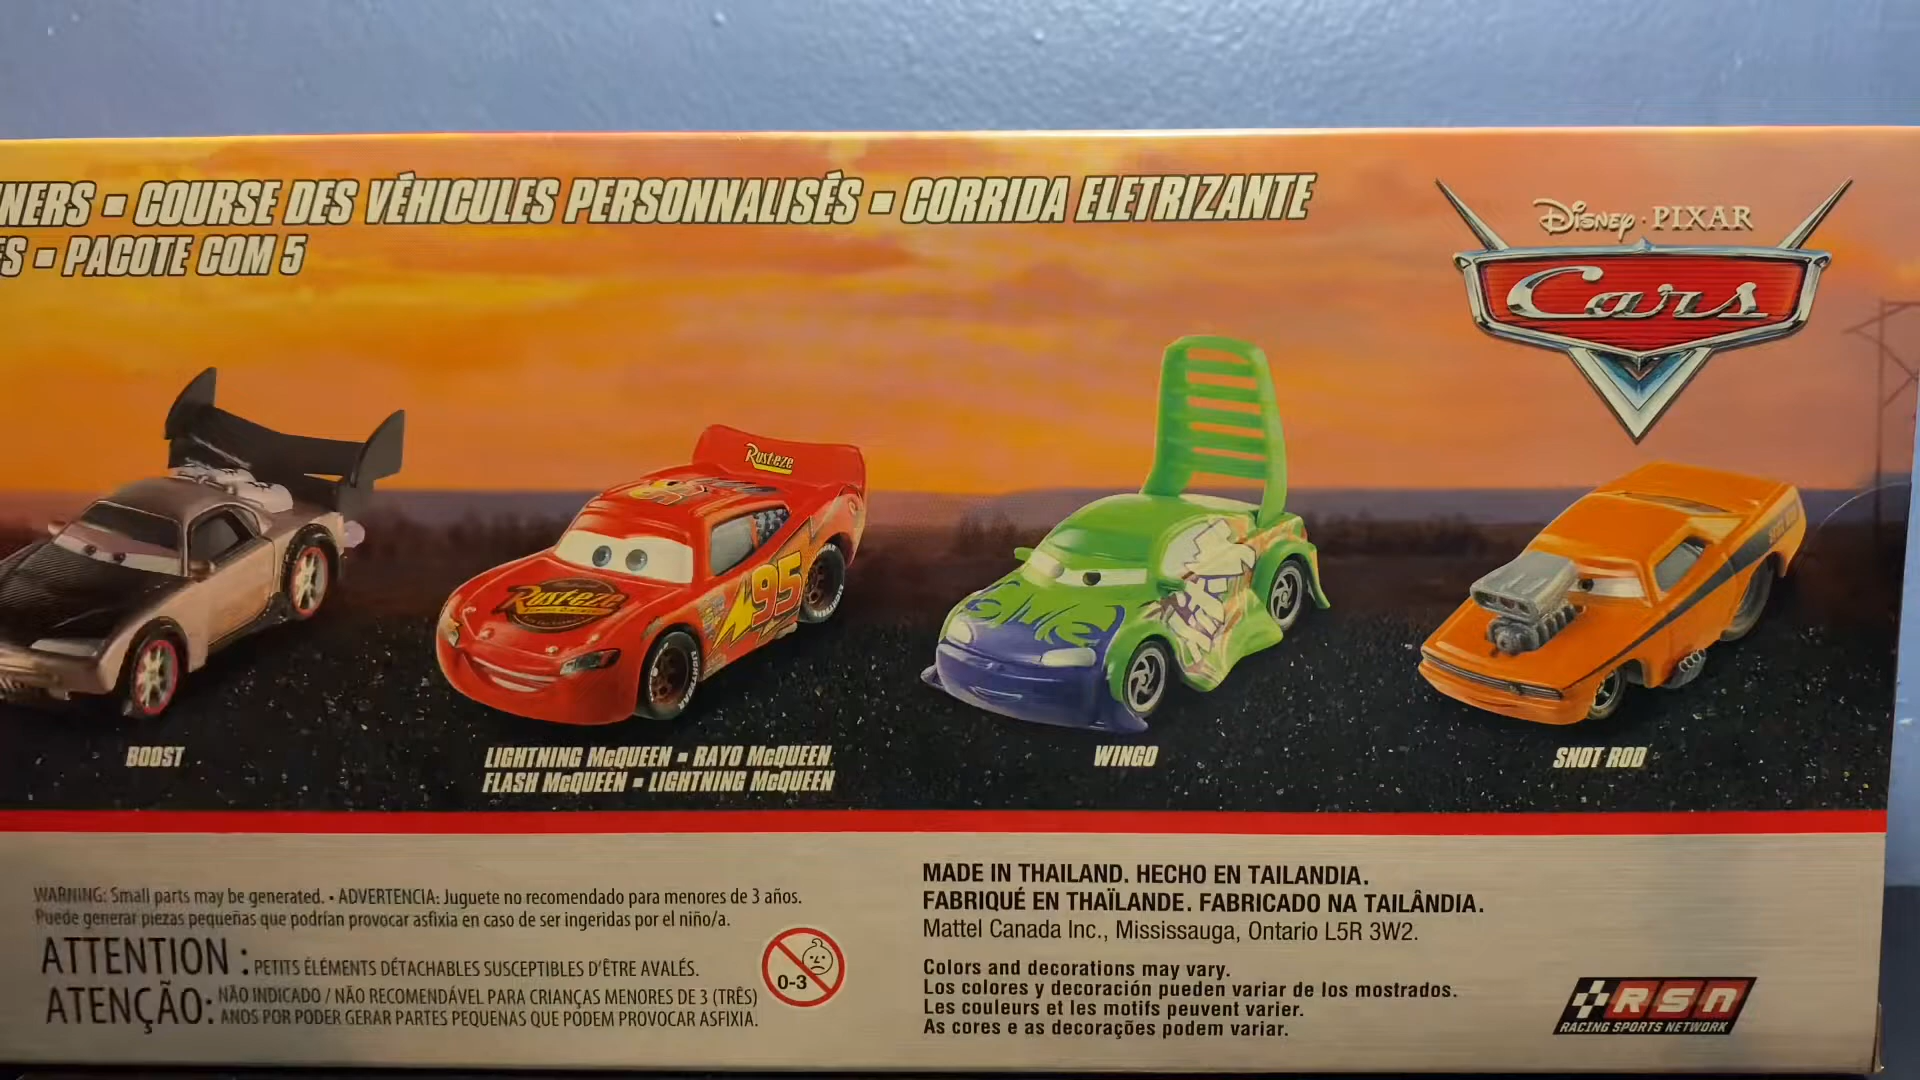 NERS ▪ COURSE DES VÉHICULES PERSONNALISÉS ▪ CORRIDA ELETRIZANTE
ES ▪ PACOTE COM 5
Disney · PIXAR
Cars
Rust-eze
Rust-eze
95
BOOST
LIGHTNING McQUEEN ▪ RAYO McQUEEN
FLASH McQUEEN ▪ LIGHTNING McQUEEN
WINGO
SNOT ROD
WARNING: Small parts may be generated. • ADVERTENCIA: Juguete no recomendado para menores de 3 años.
Puede generar piezas pequeñas que podrían provocar asfixia en caso de ser ingeridas por el niño/a.
ATTENTION : PETITS ÉLÉMENTS DÉTACHABLES SUSCEPTIBLES D'ÊTRE AVALÉS.
ATENÇÃO: NÃO INDICADO / NÃO RECOMENDÁVEL PARA CRIANÇAS MENORES DE 3 (TRÊS)
ANOS POR PODER GERAR PARTES PEQUENAS QUE PODEM PROVOCAR ASFIXIA.
0-3
MADE IN THAILAND. HECHO EN TAILANDIA.
FABRIQUÉ EN THAÏLANDE. FABRICADO NA TAILÂNDIA.
Mattel Canada Inc., Mississauga, Ontario L5R 3W2.
Colors and decorations may vary.
Los colores y decoración pueden variar de los mostrados.
Les couleurs et les motifs peuvent varier.
As cores e as decorações podem variar.
RSN
RACING SPORTS NETWORK